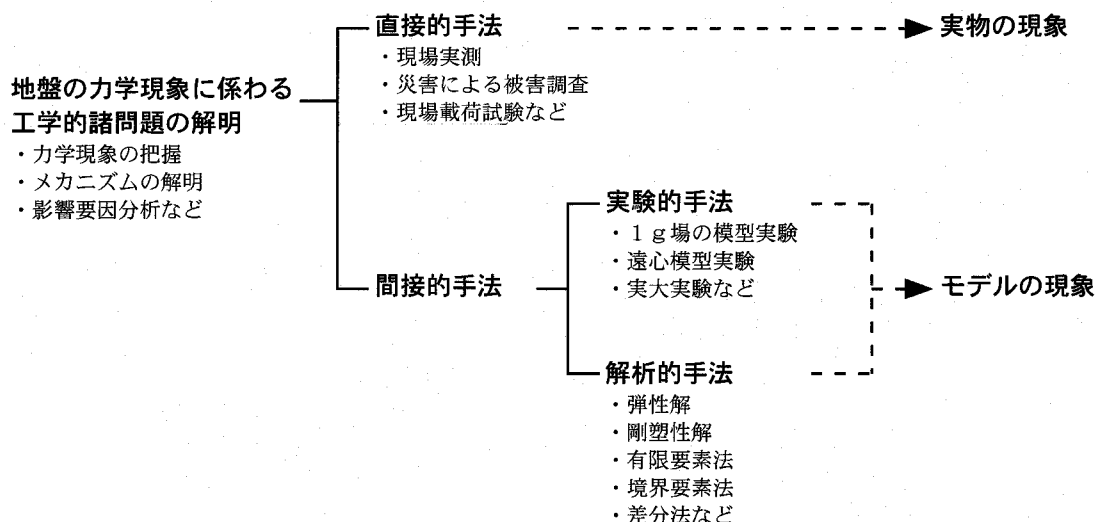 地盤の力学現象に係わる
工学的諸問題の解明
・力学現象の把握
・メカニズムの解明
・影響要因分析など
直接的手法
・現場実測
・災害による被害調査
・現場載荷試験など
実物の現象
間接的手法
実験的手法
・１ｇ場の模型実験
・遠心模型実験
・実大実験など
解析的手法
・弾性解
・剛塑性解
・有限要素法
・境界要素法
・差分法など
モデルの現象